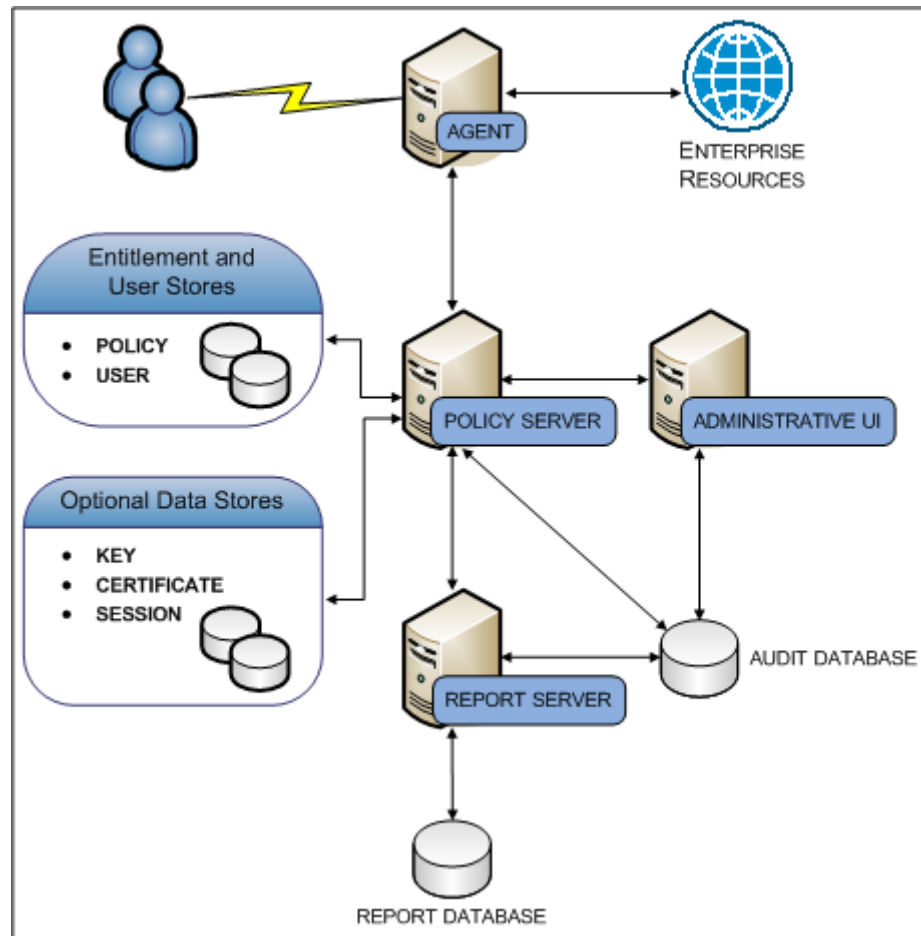 AGENT
ENTERPRISE
RESOURCES
Entitlement and
User Stores
• POLICY
• USER
POLICY SERVER
ADMINISTRATIVE UI
Optional Data Stores
• KEY
• CERTIFICATE
• SESSION
REPORT SERVER
AUDIT DATABASE
REPORT DATABASE